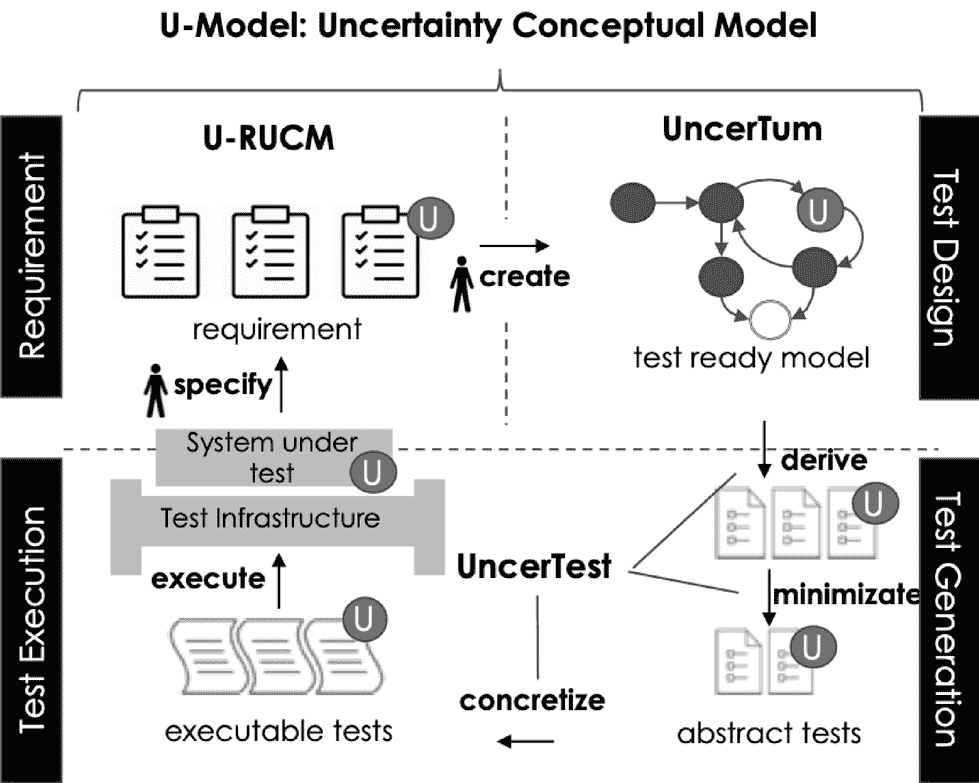 U-Model: Uncertainty Conceptual Model
Requirement
U-RUCM
U
requirement
create
UncerTum
U
test ready model
Test Design
specify
System under
test
U
Test Infrastructure
execute
U
executable tests
Test Execution
UncerTest
concretize
derive
U
minimizate
U
abstract tests
Test Generation